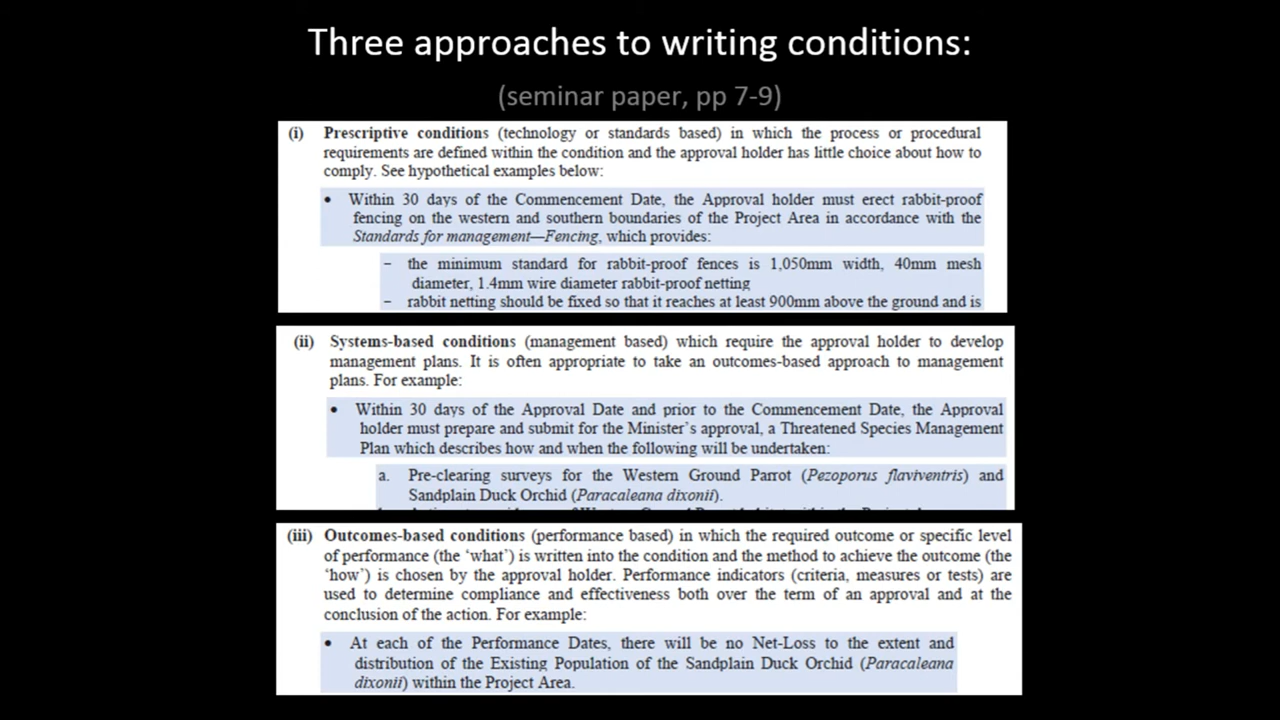 Three approaches to writing conditions:
(seminar paper, pp 7-9)
(i) Prescriptive conditions (technology or standards based) in which the process or procedural
requirements are defined within the condition and the approval holder has little choice about how to
comply. See hypothetical examples below:
• Within 30 days of the Commencement Date, the Approval holder must erect rabbit-proof
fencing on the western and southern boundaries of the Project Area in accordance with the
Standards for management—Fencing, which provides:
− the minimum standard for rabbit-proof fences is 1,050mm width, 40mm mesh
diameter, 1.4mm wire diameter rabbit-proof netting
− rabbit netting should be fixed so that it reaches at least 900mm above the ground and is
(ii) Systems-based conditions (management based) which require the approval holder to develop
management plans. It is often appropriate to take an outcomes-based approach to management
plans. For example:
• Within 30 days of the Approval Date and prior to the Commencement Date, the Approval
holder must prepare and submit for the Minister's approval, a Threatened Species Management
Plan which describes how and when the following will be undertaken:
a. Pre-clearing surveys for the Western Ground Parrot (Pezoporus flaviventris) and
Sandplain Duck Orchid (Paracaleana dixonii).
(iii) Outcomes-based conditions (performance based) in which the required outcome or specific level
of performance (the 'what') is written into the condition and the method to achieve the outcome (the
'how') is chosen by the approval holder. Performance indicators (criteria, measures or tests) are
used to determine compliance and effectiveness both over the term of an approval and at the
conclusion of the action. For example:
• At each of the Performance Dates, there will be no Net-Loss to the extent and
distribution of the Existing Population of the Sandplain Duck Orchid (Paracaleana
dixonii) within the Project Area.